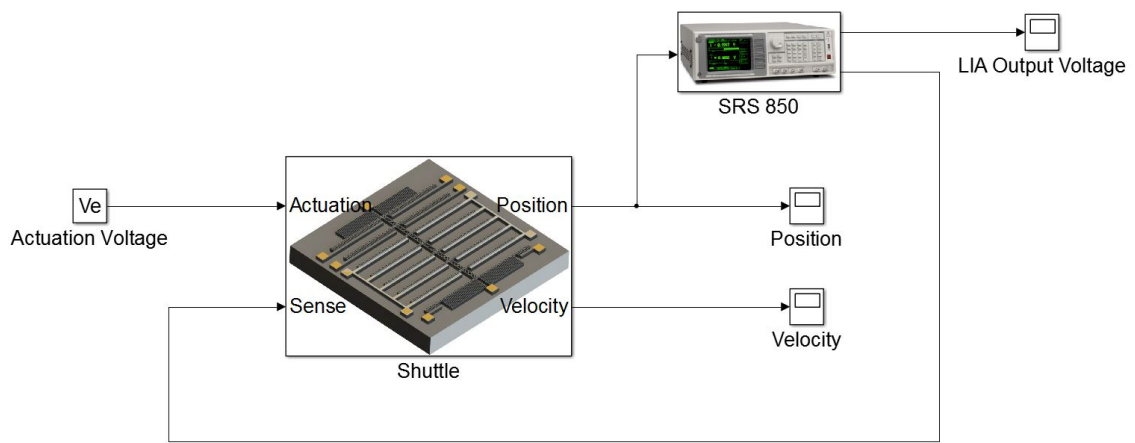 LIA Output Voltage
SRS 850
Ve
Actuation Voltage
Actuation
Position
Position
Sense
Velocity
Velocity
Shuttle